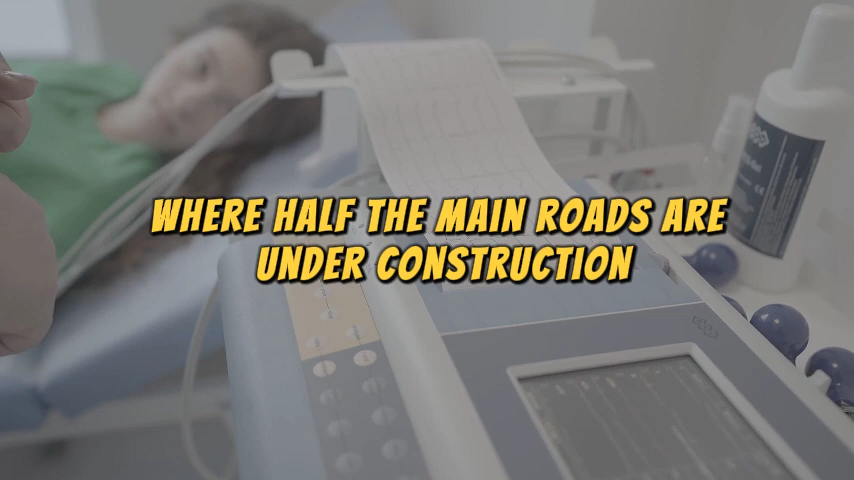 WHERE HALF THE MAIN ROADS ARE
UNDER CONSTRUCTION